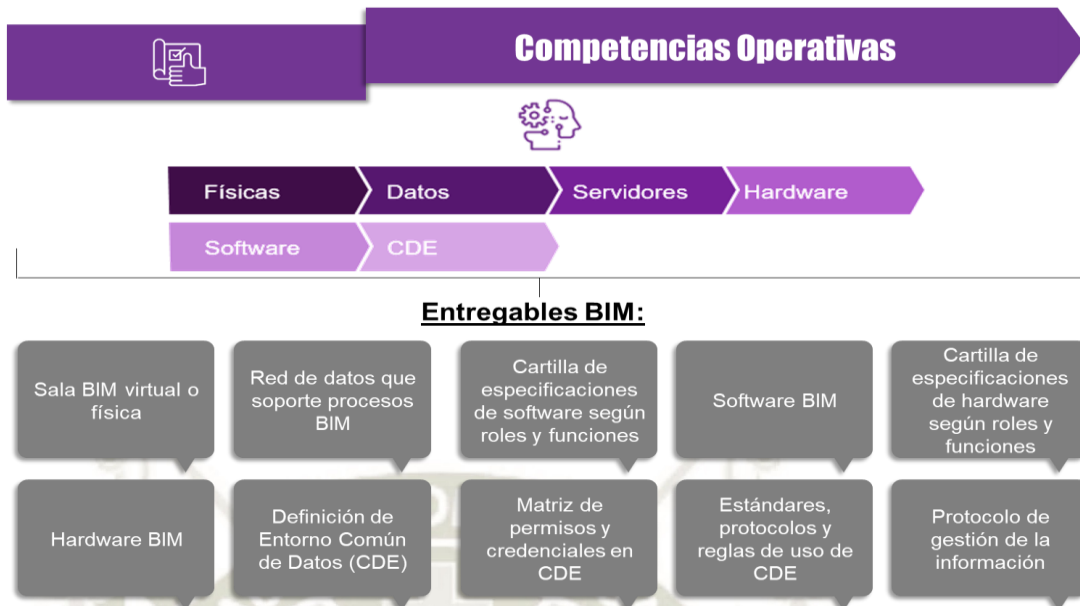 Competencias Operativas
Físicas
Datos
Servidores
Hardware
Software
CDE
Entregables BIM:
Sala BIM virtual o
física
Red de datos que
soporte procesos
BIM
Cartilla de
especificaciones
de software según
roles y funciones
Software BIM
Cartilla de
especificaciones
de hardware
según roles y
funciones
Hardware BIM
Definición de
Entorno Común
de Datos (CDE)
Matriz de
permisos y
credenciales en
CDE
Estándares,
protocolos y
reglas de uso de
CDE
Protocolo de
gestión de la
información